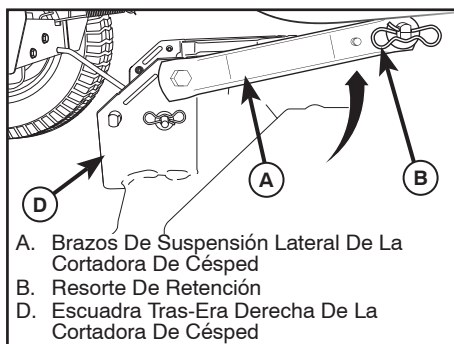 D
A
B
A. Brazos De Suspensión Lateral De La
Cortadora De Césped
B. Resorte De Retención
D. Escuadra Tras-Era Derecha De La
Cortadora De Césped